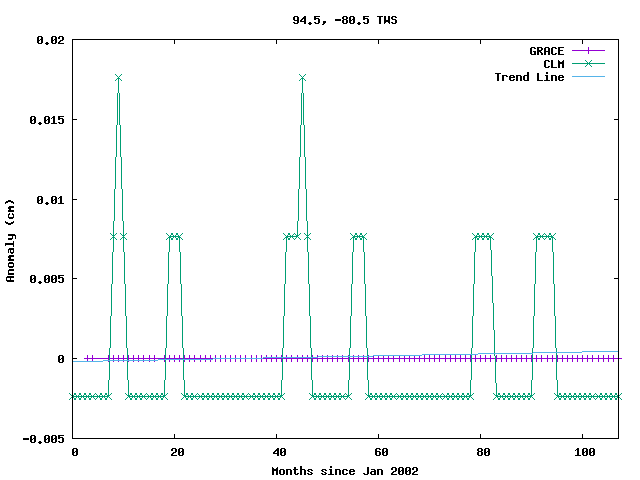 94.5, -80.5 TWS
GRACE
CLM
Trend Line
0.02
0.015
0.01
0.005
0
-0.005
Anomaly (cm)
0 20 40 60 80 100
Months since Jan 2002